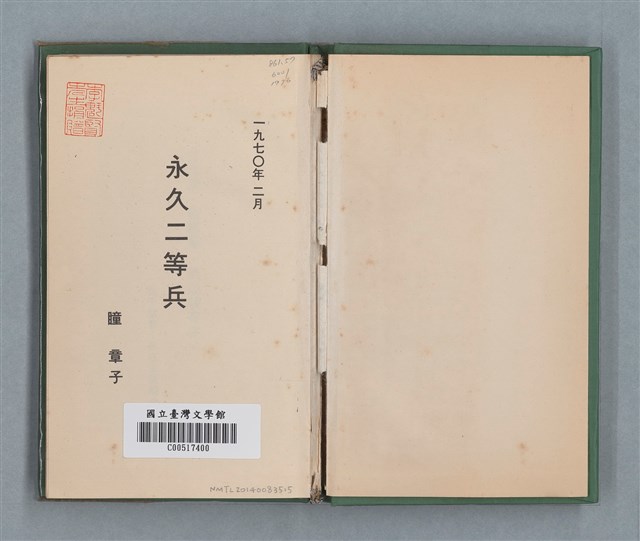 一九七〇年 二月
永久二等兵
瞳 章子
國立臺灣文學館
C00517400
NMTL20140083515